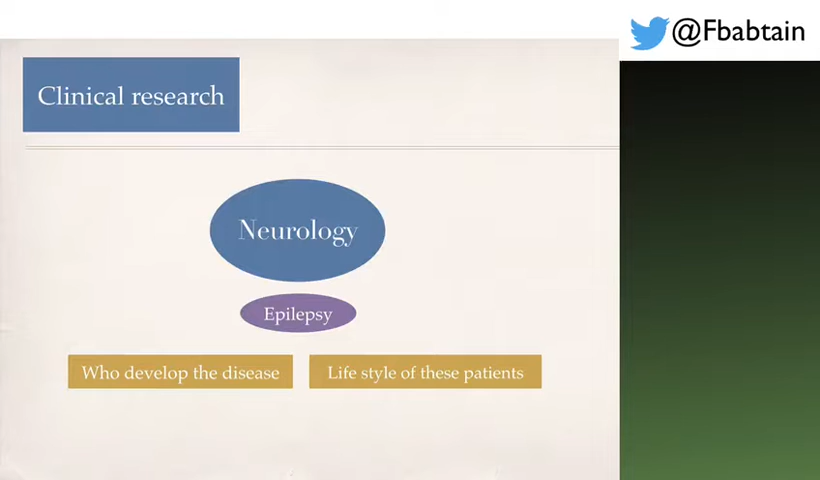 @Fbabtain
Clinical research
Neurology
Epilepsy
Who develop the disease
Life style of these patients